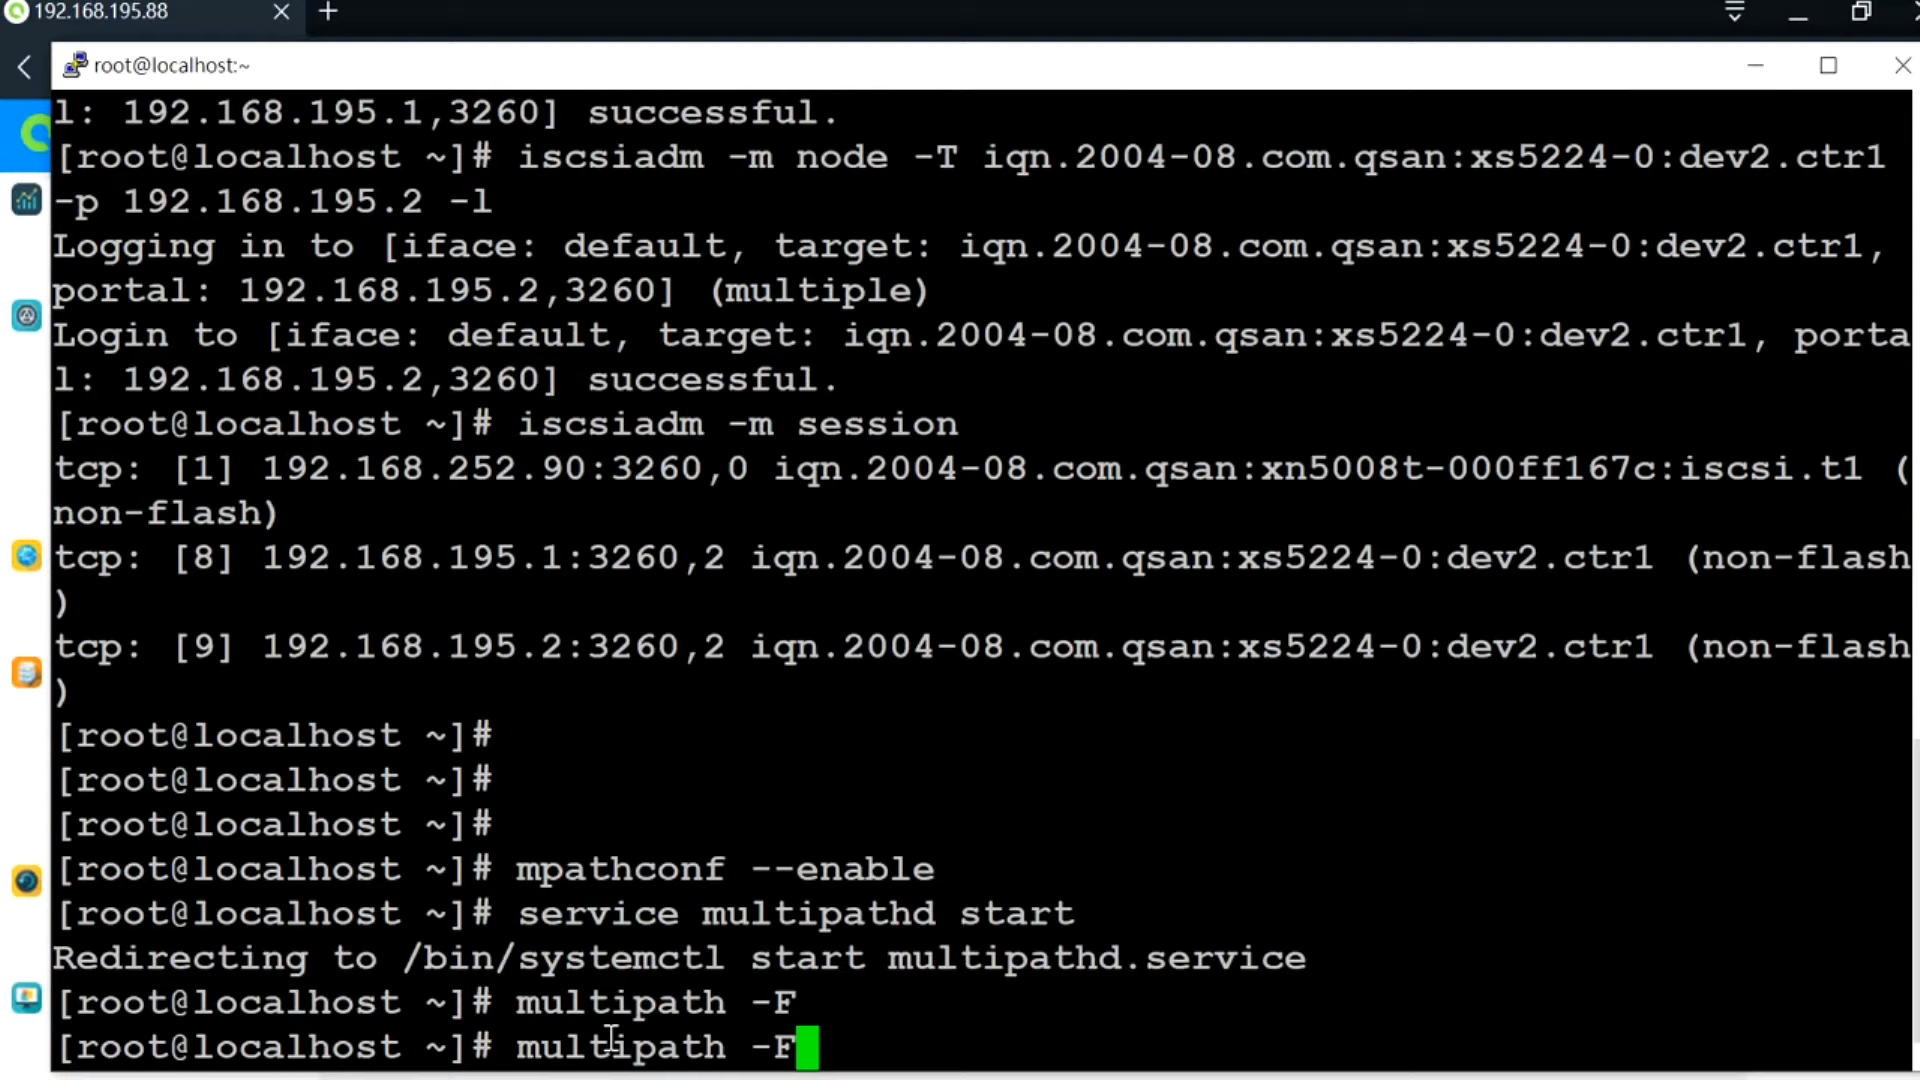 192.168.195.88
root@localhost:~
l: 192.168.195.1,3260] successful.
[root@localhost ~]# iscsiadm -m node -T iqn.2004-08.com.qsan:xs5224-0:dev2.ctr1
-p 192.168.195.2 -l
Logging in to [iface: default, target: iqn.2004-08.com.qsan:xs5224-0:dev2.ctr1,
portal: 192.168.195.2,3260] (multiple)
Login to [iface: default, target: iqn.2004-08.com.qsan:xs5224-0:dev2.ctr1, porta
l: 192.168.195.2,3260] successful.
[root@localhost ~]# iscsiadm -m session
tcp: [1] 192.168.252.90:3260,0 iqn.2004-08.com.qsan:xn5008t-000ff167c:iscsi.t1 (
non-flash)
tcp: [8] 192.168.195.1:3260,2 iqn.2004-08.com.qsan:xs5224-0:dev2.ctr1 (non-flash
)
tcp: [9] 192.168.195.2:3260,2 iqn.2004-08.com.qsan:xs5224-0:dev2.ctr1 (non-flash
)
[root@localhost ~]#
[root@localhost ~]#
[root@localhost ~]#
[root@localhost ~]# mpathconf --enable
[root@localhost ~]# service multipathd start
Redirecting to /bin/systemctl start multipathd.service
[root@localhost ~]# multipath -F
[root@localhost ~]# multipath -F